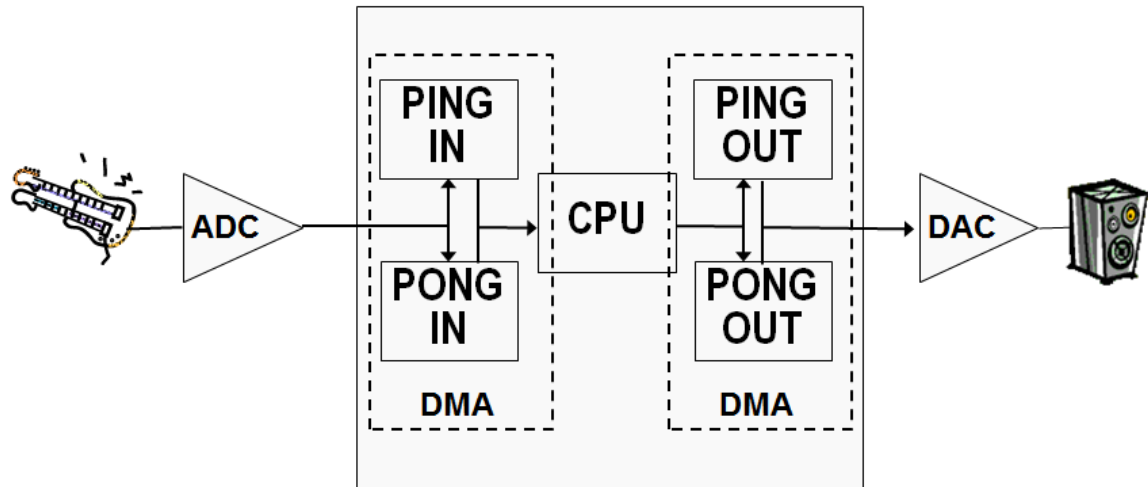 ADC
PING
IN
PONG
IN
DMA
CPU
PING
OUT
PONG
OUT
DMA
DAC